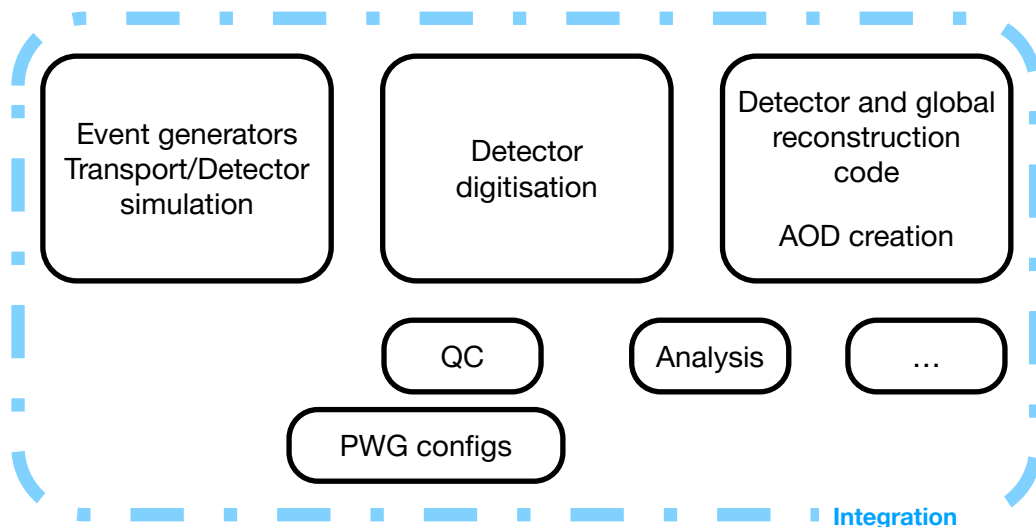 Event generators
Transport/Detector
simulation
Detector
digitisation
Detector and global
reconstruction
code
AOD creation
QC
Analysis
...
PWG configs
Integration